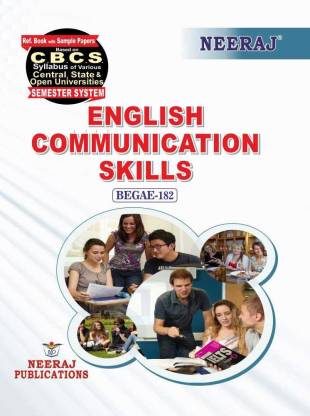 Ref. Book with Sample Papers
Based on
CBCS
Syllabus of Various
Central, State &
Open Universities
SEMESTER SYSTEM
NEERAJ®
ENGLISH
COMMUNICATION
SKILLS
BEGAE-182
IELTS
NEERAJ
PUBLICATIONS